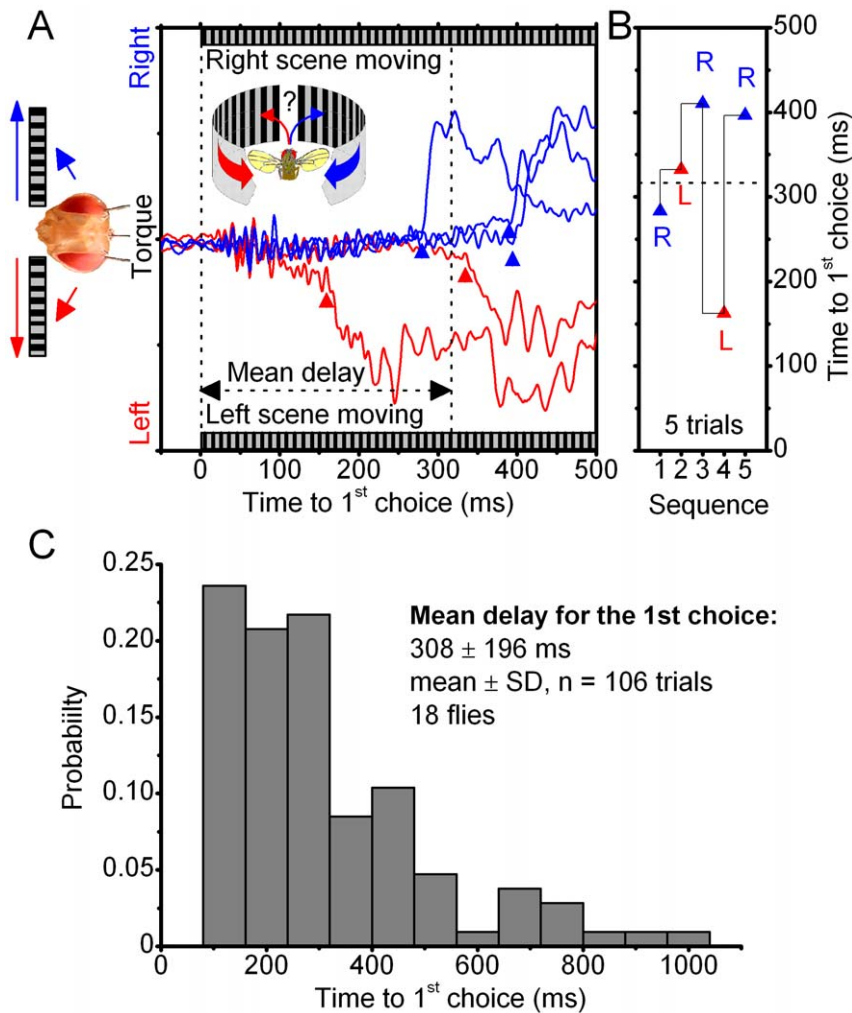 A
Right
Torque
Left
Right scene moving
?
Mean delay
Left scene moving
0 100 200 300 400 500
Time to 1st choice (ms)
B
R
L
R
L
R
5 trials
1 2 3 4 5
Sequence
500
400
300
200
100
0
Time to 1st choice (ms)
C
0.25
0.20
0.15
0.10
0.05
0
Probability
Mean delay for the 1st choice:
308 ± 196 ms
mean ± SD, n = 106 trials
18 flies
0 200 400 600 800 1000
Time to 1st choice (ms)